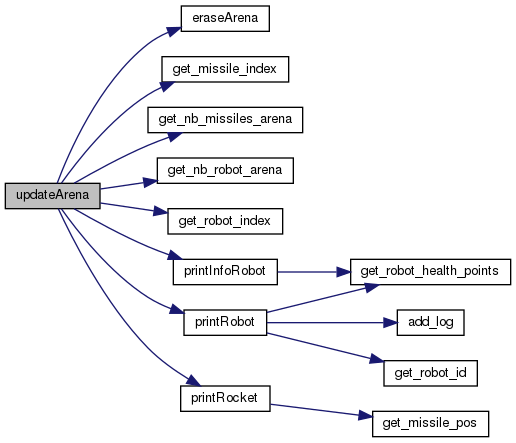 eraseArena
get_missile_index
get_nb_missiles_arena
get_nb_robot_arena
updateArena
get_robot_index
printInfoRobot
get_robot_health_points
printRobot
add_log
get_robot_id
printRocket
get_missile_pos